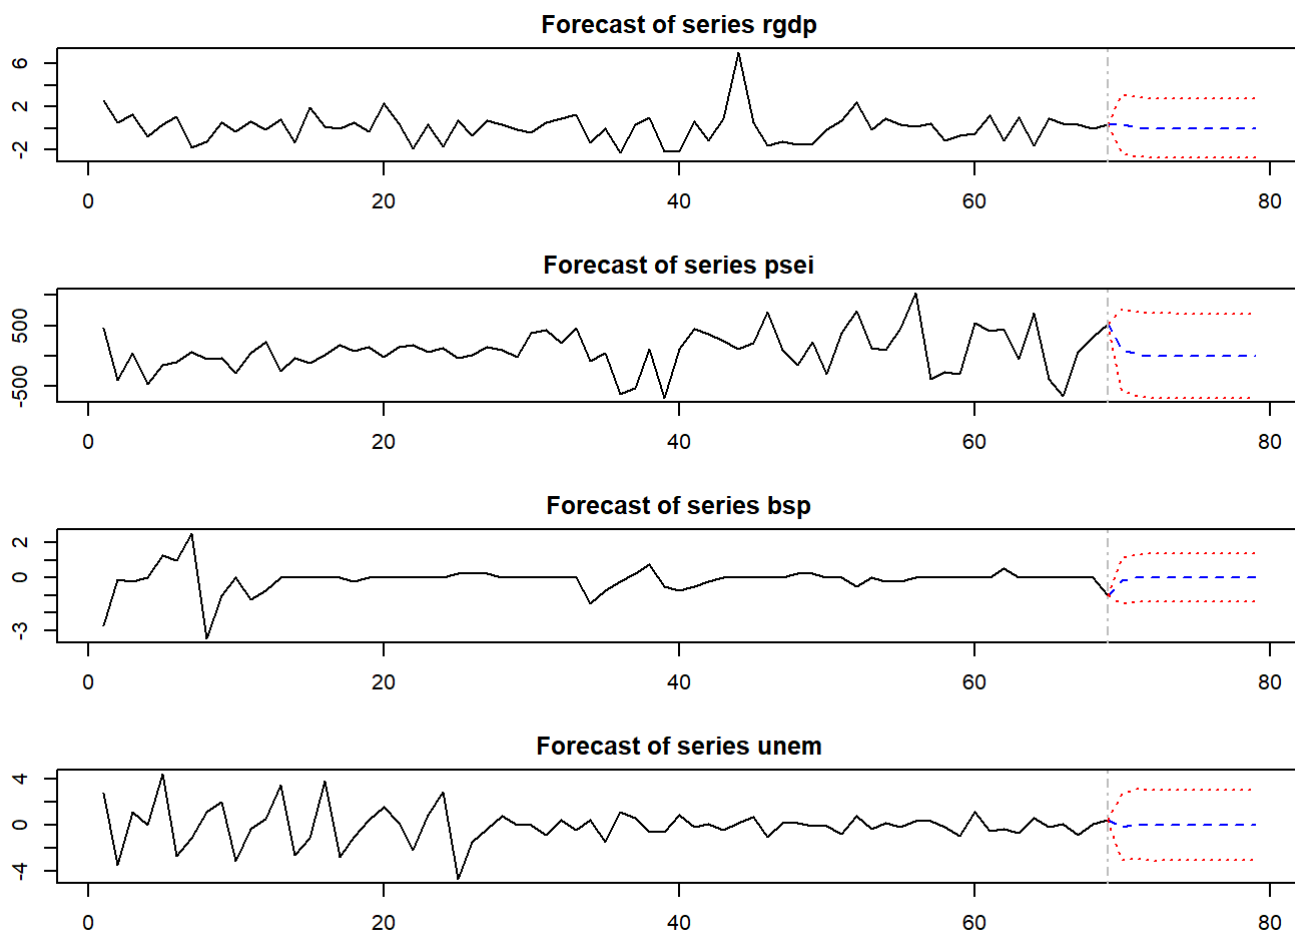 Forecast of series rgdp
6
2
-2
0 20 40 60 80
Forecast of series psei
500
-500
0 20 40 60 80
Forecast of series bsp
2
0
-3
0 20 40 60 80
Forecast of series unem
4
0
-4
0 20 40 60 80